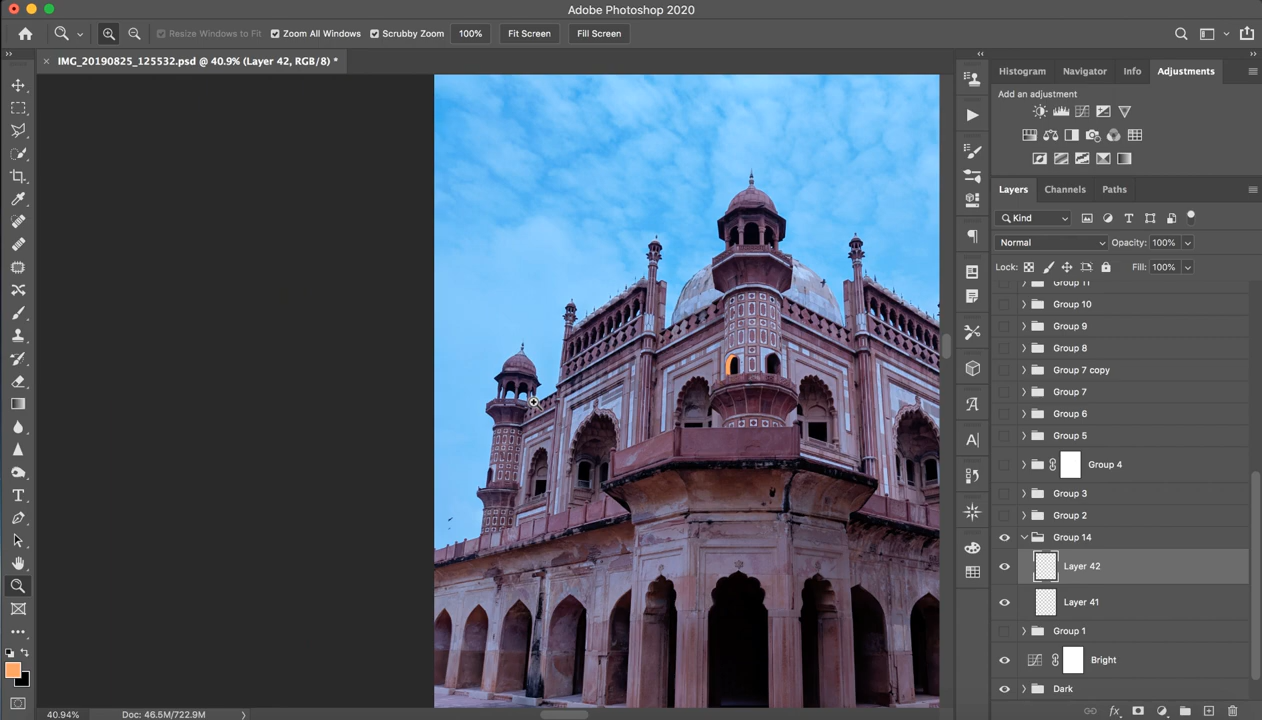 Adobe Photoshop 2020
Resize Windows to Fit Zoom All Windows Scrubby Zoom 100% Fit Screen Fill Screen
IMG_20190825_125532.psd @ 40.9% (Layer 42, RGB/8) *
Histogram Navigator Info Adjustments
Add an adjustment
Layers Channels Paths
Kind
Normal Opacity: 100%
Lock: Fill: 100%
Group 11
Group 10
Group 9
Group 8
Group 7 copy
Group 7
Group 6
Group 5
Group 4
Group 3
Group 2
Group 14
Layer 42
Layer 41
Group 1
Bright
Dark
40.94% Doc: 46.5M/722.9M